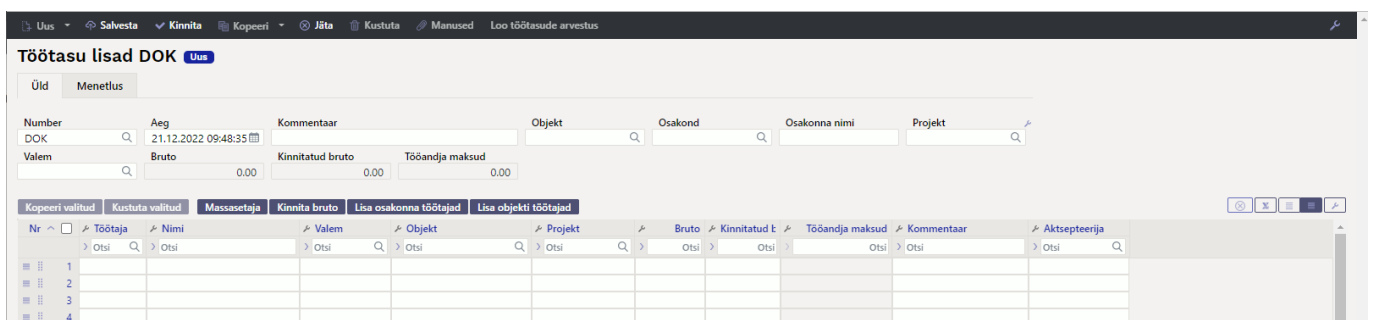 Uus Salvesta Kinnita Kopeeri Jäta Kustuta Manused Loo töötasude arvestus
Töötasu lisad DOK Uus
Üld Menetlus
Number Aeg Kommentaar Objekt Osakond Osakonna nimi Projekt
DOK 21.12.2022 09:48:35
Valem Bruto Kinnitatud bruto Tööandja maksud
0.00 0.00 0.00
Kopeeri valitud Kustuta valitud Massasetaja Kinnita bruto Lisa osakonna töötajad Lisa objekti töötajad
Nr Töötaja Nimi Valem Objekt Projekt Bruto Kinnitatud b Tööandja maksud Kommentaar Aktsepteerija
Otsi Otsi Otsi Otsi Otsi Otsi Otsi Otsi Otsi Otsi
1
2
3
4